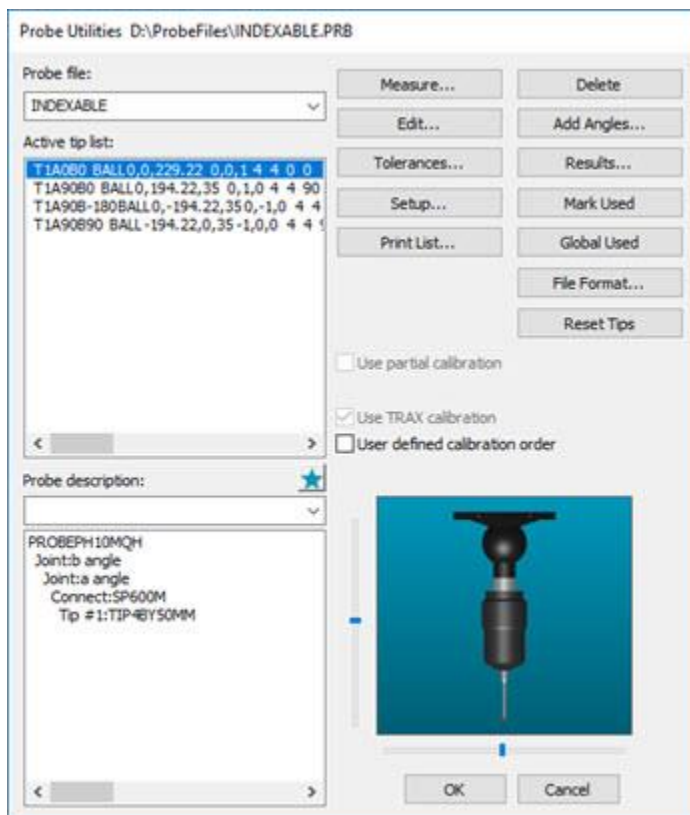 Probe Utilities D:\ProbeFiles\INDEXABLE.PRB
Probe file:
INDEXABLE
Active tip list:
T1A0B0 BALL0,0,229.22 0,0,1 4 4 0 0
T1A90B0 BALL0,194.22,35 0,1,0 4 4 90
T1A90B-180BALL0,-194.22,350,-1,0 4 4
T1A90B90 BALL-194.22,0,35-1,0,0 4 4 9
Measure...
Delete
Edit...
Add Angles...
Tolerances...
Results...
Setup...
Mark Used
Print List...
Global Used
File Format...
Reset Tips
Use partial calibration
Use TRAX calibration
User defined calibration order
Probe description:
PROBEPH10MQH
Joint:b angle
Joint:a angle
Connect:SP600M
Tip #1:TIP4BY50MM
OK
Cancel